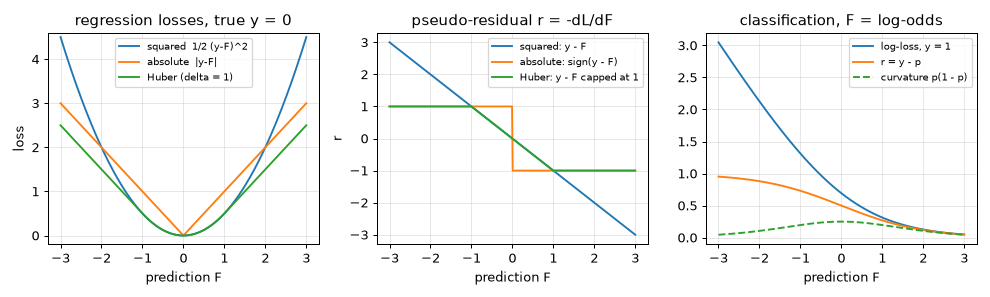 regression losses, true y = 0
squared  1/2 (y-F)^2
absolute  |y-F|
Huber (delta = 1)
4
3
2
1
0
loss
−3 −2 −1 0 1 2 3
prediction F
pseudo-residual r = -dL/dF
squared: y - F
absolute: sign(y - F)
Huber: y - F capped at 1
3
2
1
0
−1
−2
−3
r
−3 −2 −1 0 1 2 3
prediction F
classification, F = log-odds
log-loss, y = 1
r = y - p
curvature p(1 - p)
3.0
2.5
2.0
1.5
1.0
0.5
0.0
−3 −2 −1 0 1 2 3
prediction F